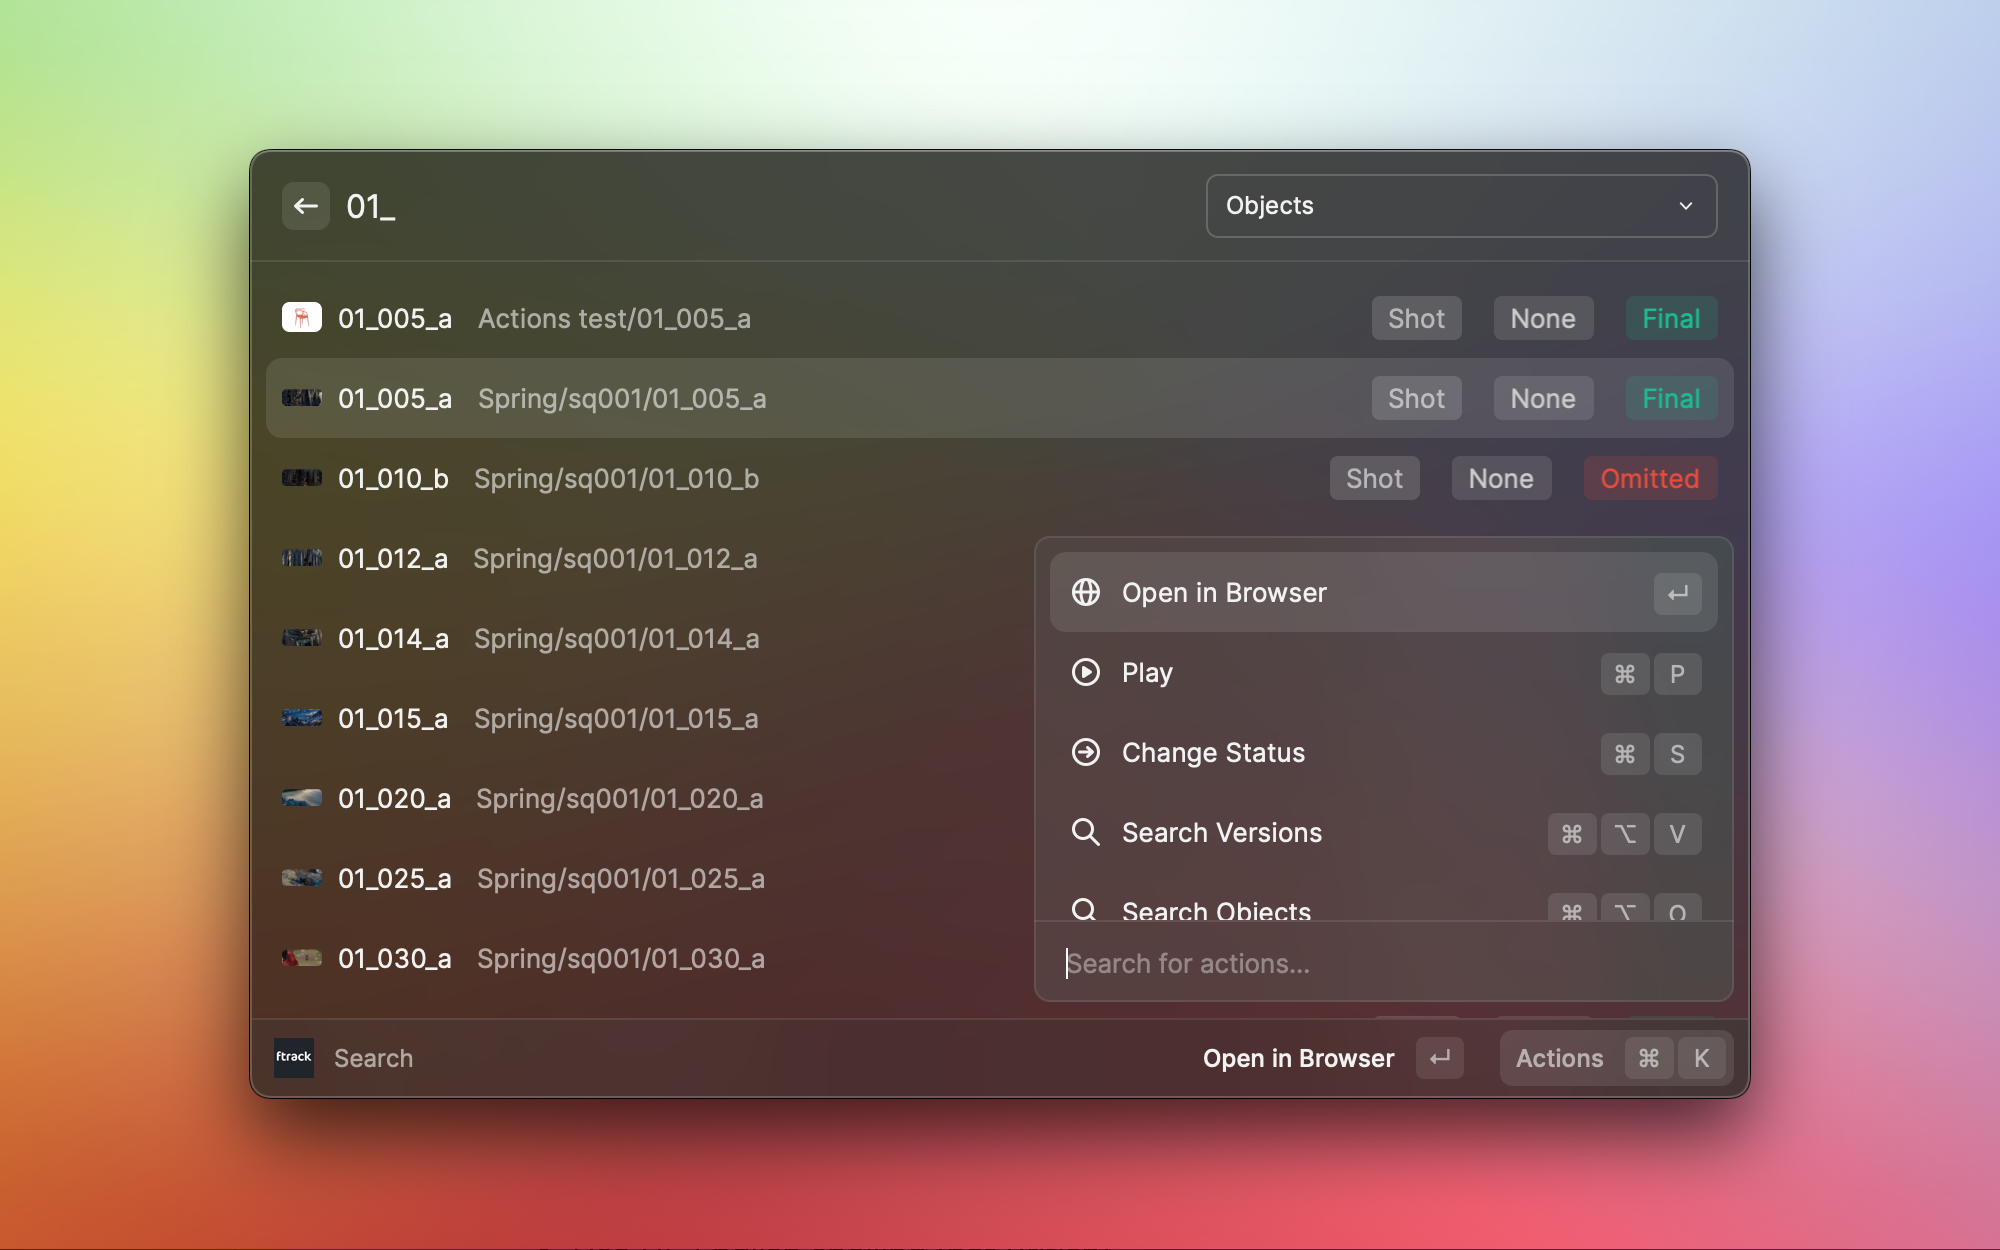 01_
Objects
01_005_a Actions test/01_005_a Shot None Final
01_005_a Spring/sq001/01_005_a Shot None Final
01_010_b Spring/sq001/01_010_b Shot None Omitted
01_012_a Spring/sq001/01_012_a
01_014_a Spring/sq001/01_014_a
01_015_a Spring/sq001/01_015_a
01_020_a Spring/sq001/01_020_a
01_025_a Spring/sq001/01_025_a
01_030_a Spring/sq001/01_030_a
Open in Browser ↵
Play ⌘ P
Change Status ⌘ S
Search Versions ⌘ ⌥ V
Search Objects ⌘ ⌥ O
Search for actions...
ftrack Search
Open in Browser ↵ Actions ⌘ K